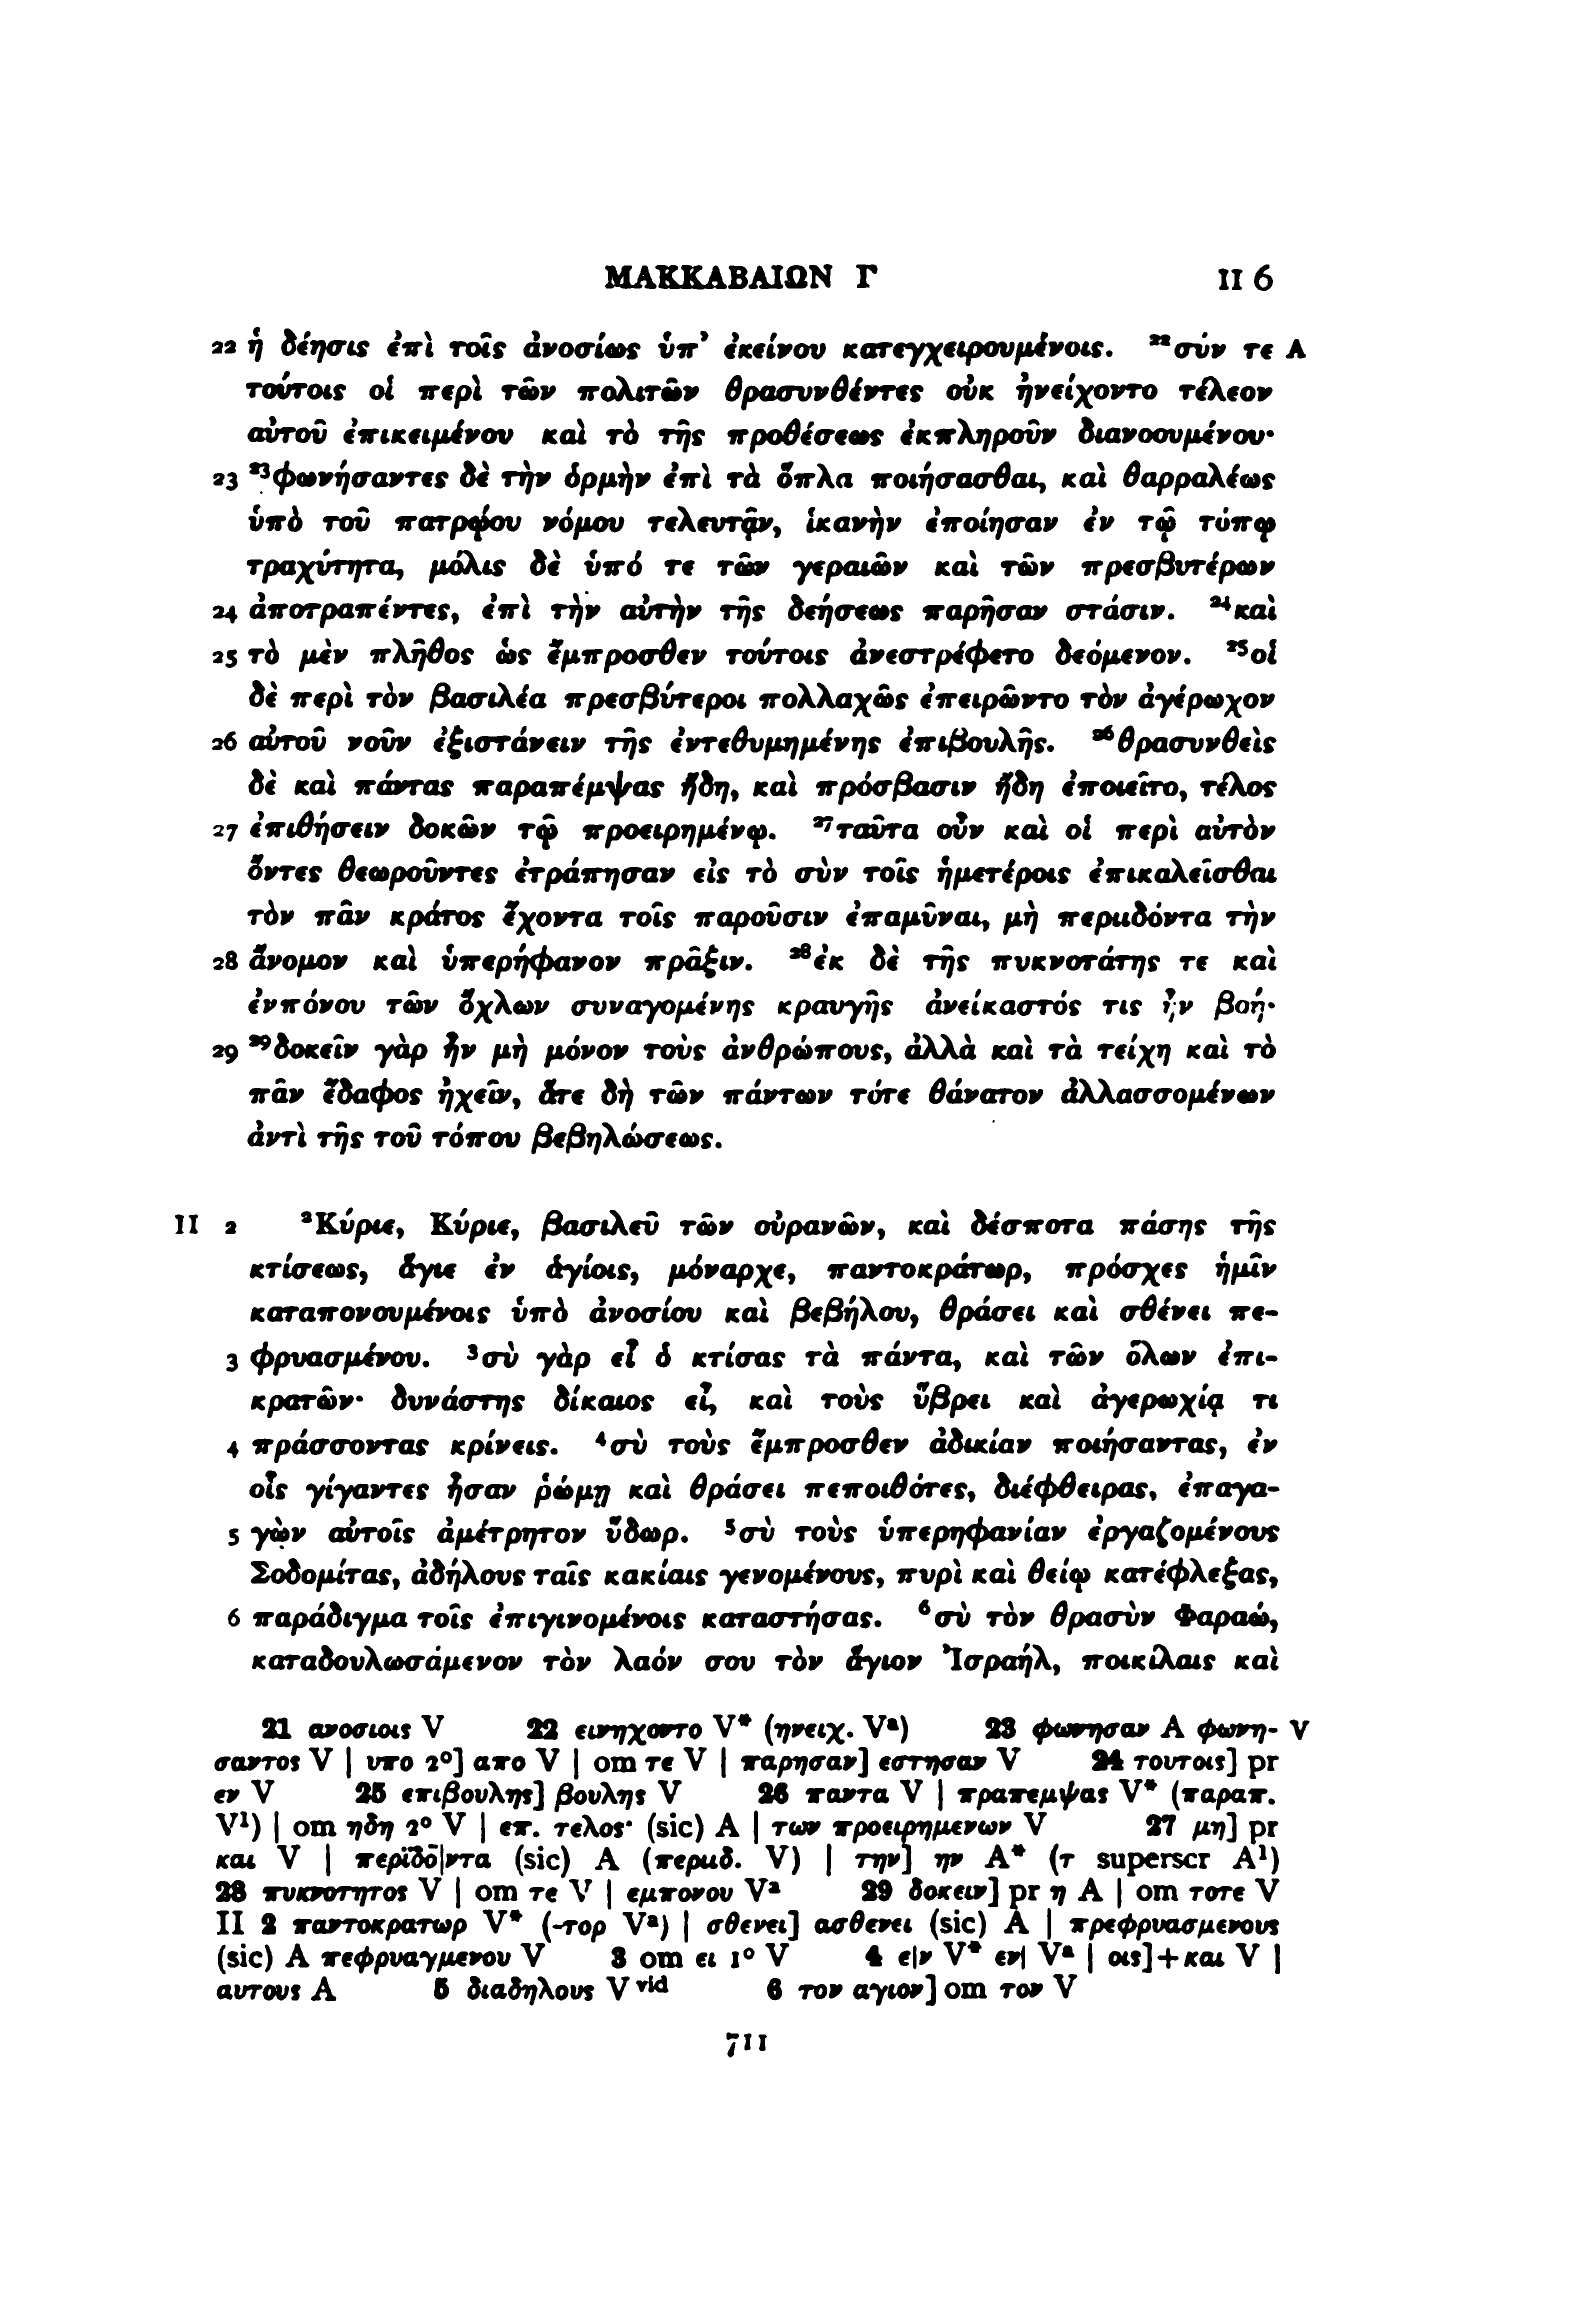 ΜΑΚΚΑΒΑΙΩΝ Γ II 6
22 ἡ δέησις ἐπὶ τοῖς ἀνοσίως ὑπ’ ἐκείνου κατεγχειρουμένοις. ²²σύν τε A
τούτοις οἱ περὶ τῶν πολιτῶν θρασυνθέντες οὐκ ἠνείχοντο τέλεον
αὐτοῦ ἐπικειμένου καὶ τὸ τῆς προθέσεως ἐκπληροῦν διανοουμένου·
23 ²³φωνήσαντες δὲ τὴν ὁρμὴν ἐπὶ τὰ ὅπλα ποιήσασθαι, καὶ θαρραλέως
ὑπὸ τοῦ πατρῴου νόμου τελευτᾷν, ἱκανὴν ἐποίησαν ἐν τῷ τύπῳ
τραχύτητα, μόλις δὲ ὑπό τε τῶν γεραιῶν καὶ τῶν πρεσβυτέρων
24 ἀποτραπέντες, ἐπὶ τὴν αὐτὴν τῆς δεήσεως παρῆσαν στάσιν. ²⁴καὶ
25 τὸ μὲν πλῆθος ὡς ἔμπροσθεν τούτοις ἀνεστρέφετο δεόμενον. ²⁵οἱ
δὲ περὶ τὸν βασιλέα πρεσβύτεροι πολλαχῶς ἐπειρῶντο τὸν ἀγέρωχον
26 αὐτοῦ νοῦν ἐξιστάνειν τῆς ἐντεθυμημένης ἐπιβουλῆς. ²⁶θρασυνθεὶς
δὲ καὶ πάντας παραπέμψας ἤδη, καὶ πρόσβασιν ἤδη ἐποιεῖτο, τέλος
27 ἐπιθήσειν δοκῶν τῷ προειρημένῳ. ²⁷ταῦτα οὖν καὶ οἱ περὶ αὐτὸν
ὄντες θεωροῦντες ἐτράπησαν εἰς τὸ σὺν τοῖς ἡμετέροις ἐπικαλεῖσθαι
τὸν πᾶν κράτος ἔχοντα τοῖς παροῦσιν ἐπαμῦναι, μὴ περιιδόντα τὴν
28 ἄνομον καὶ ὑπερήφανον πρᾶξιν. ²⁸ἐκ δὲ τῆς πυκνοτάτης τε καὶ
ἐνπόνου τῶν ὄχλων συναγομένης κραυγῆς ἀνείκαστός τις ἦν βοή·
29 ²⁹δοκεῖν γὰρ ἦν μὴ μόνον τοὺς ἀνθρώπους, ἀλλὰ καὶ τὰ τείχη καὶ τὸ
πᾶν ἔδαφος ἠχεῖν, ἅτε δὴ τῶν πάντων τότε θάνατον ἀλλασσομένων
ἀντὶ τῆς τοῦ τόπου βεβηλώσεως.
II 2 ²Κύριε, Κύριε, βασιλεῦ τῶν οὐρανῶν, καὶ δέσποτα πάσης τῆς
κτίσεως, ἅγιε ἐν ἁγίοις, μόναρχε, παντοκράτωρ, πρόσχες ἡμῖν
καταπονουμένοις ὑπὸ ἀνοσίου καὶ βεβήλου, θράσει καὶ σθένει πε-
3 φρυασμένου. ³σὺ γὰρ εἶ ὁ κτίσας τὰ πάντα, καὶ τῶν ὅλων ἐπι-
κρατῶν· δυνάστης δίκαιος εἶ, καὶ τοὺς ὕβρει καὶ ἀγερωχίᾳ τι
4 πράσσοντας κρίνεις. ⁴σὺ τοὺς ἔμπροσθεν ἀδικίαν ποιήσαντας, ἐν
οἷς γίγαντες ἦσαν ῥώμῃ καὶ θράσει πεποιθότες, διέφθειρας, ἐπαγα-
5 γὼν αὐτοῖς ἀμέτρητον ὕδωρ. ⁵σὺ τοὺς ὑπερηφανίαν ἐργαζομένους
Σοδομίτας, ἀδήλους ταῖς κακίαις γενομένους, πυρὶ καὶ θείῳ κατέφλεξας,
6 παράδιγμα τοῖς ἐπιγινομένοις καταστήσας. ⁶σὺ τὸν θρασὺν Φαραώ,
καταδουλωσάμενον τὸν λαόν σου τὸν ἅγιον Ἰσραήλ, ποικίλαις καὶ
21 ανοσιοις V 22 εινηχοντο V* (ηνειχ. Vᵃ) 23 φωνησαν A φωνη- V
σαντος V | υπο 2°] απο V | om τε V | παρησαν] εστησαν V 24 τουτοις] pr
εν V 25 επιβουλης] βουλης V 26 παντα V | πραπεμψας V* (παραπ.
V¹) | om ηδη 2° V | επ. τελος· (sic) A | των προειρημενων V 27 μη] pr
και V | περϊδο̄|ντα (sic) A (περιιδ. V) | την] ην A* (τ superscr A¹)
28 πυκνοτητος V | om τε V | εμπονου Vᵃ 29 δοκειν] pr η A | om τοτε V
II 2 παντοκρατωρ V* (-τορ Vᵃ) | σθενει] ασθενει (sic) A | πρεφρυασμενους
(sic) A πεφρυαγμενου V 3 om ει 1° V 4 ε|ν V* εν| Vᵃ | οις]+και V |
αυτους A 5 διαδηλους V ᵛⁱᵈ 6 τον αγιον] om τον V
711